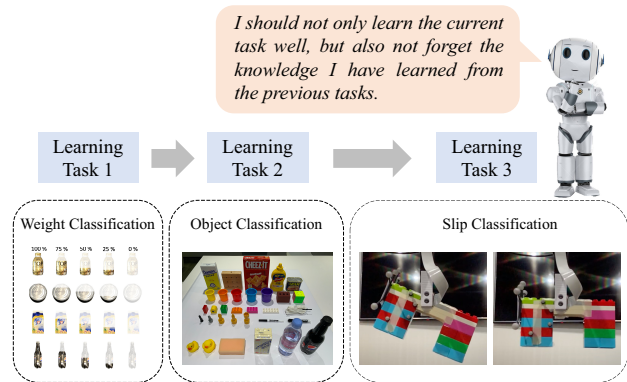 I should not only learn the current
task well, but also not forget the
knowledge I have learned from
the previous tasks.
Learning
Task 1
Learning
Task 2
Learning
Task 3
Weight Classification
Object Classification
Slip Classification
100 % 75 % 50 % 25 % 0 %
CHEEZ-IT